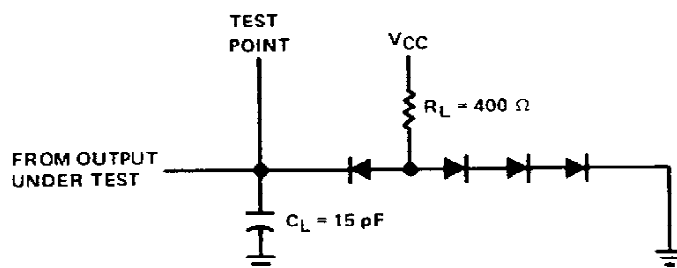 TEST
POINT
VCC
RL = 400 Ω
FROM OUTPUT
UNDER TEST
CL = 15 pF